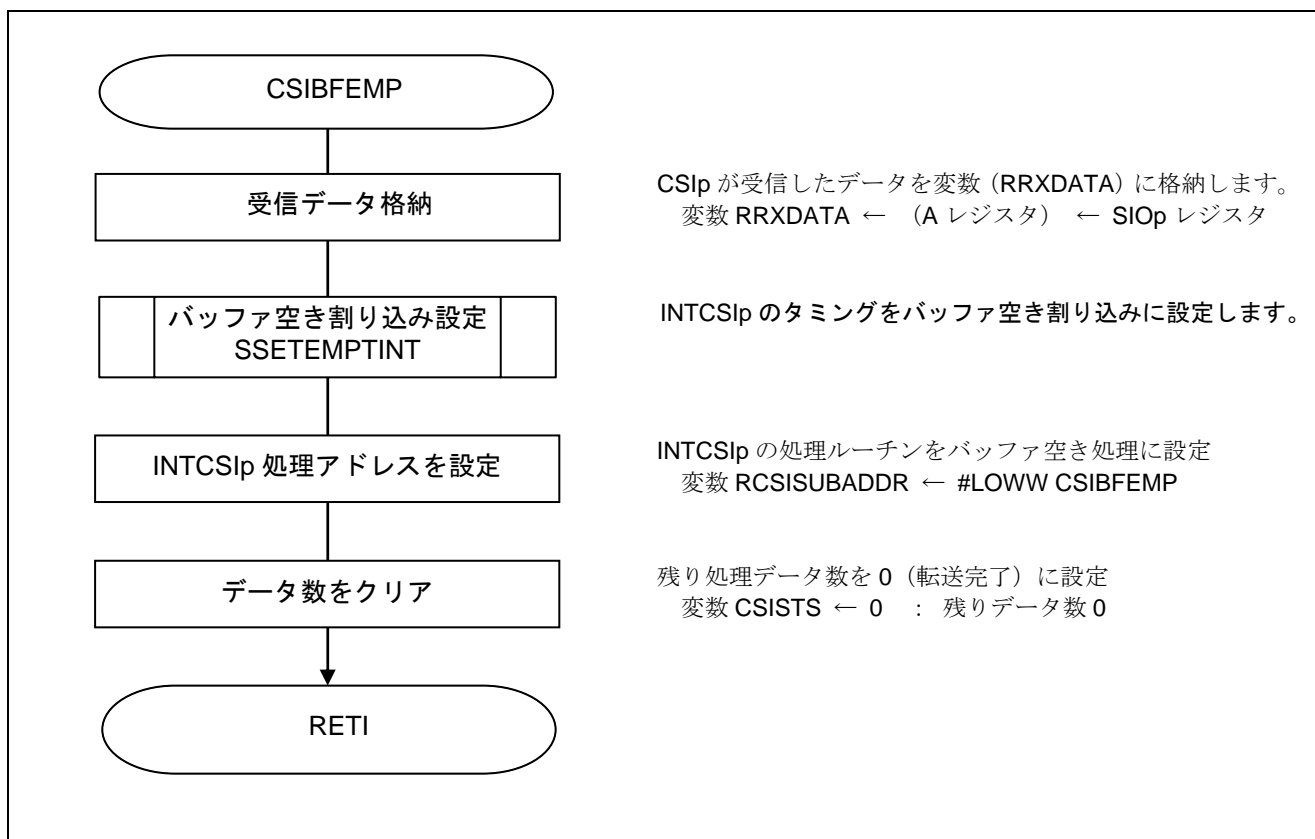 CSIBFEMP
受信データ格納
CSIp が受信したデータを変数（RRXDATA）に格納します。
変数 RRXDATA ← （A レジスタ） ← SIOp レジスタ
バッファ空き割り込み設定
SSETEMPTINT
INTCSIp のタミングをバッファ空き割り込みに設定します。
INTCSIp 処理アドレスを設定
INTCSIp の処理ルーチンをバッファ空き処理に設定
変数 RCSISUBADDR ← #LOWW CSIBFEMP
データ数をクリア
残り処理データ数を 0（転送完了）に設定
変数 CSISTS ← 0 ： 残りデータ数 0
RETI